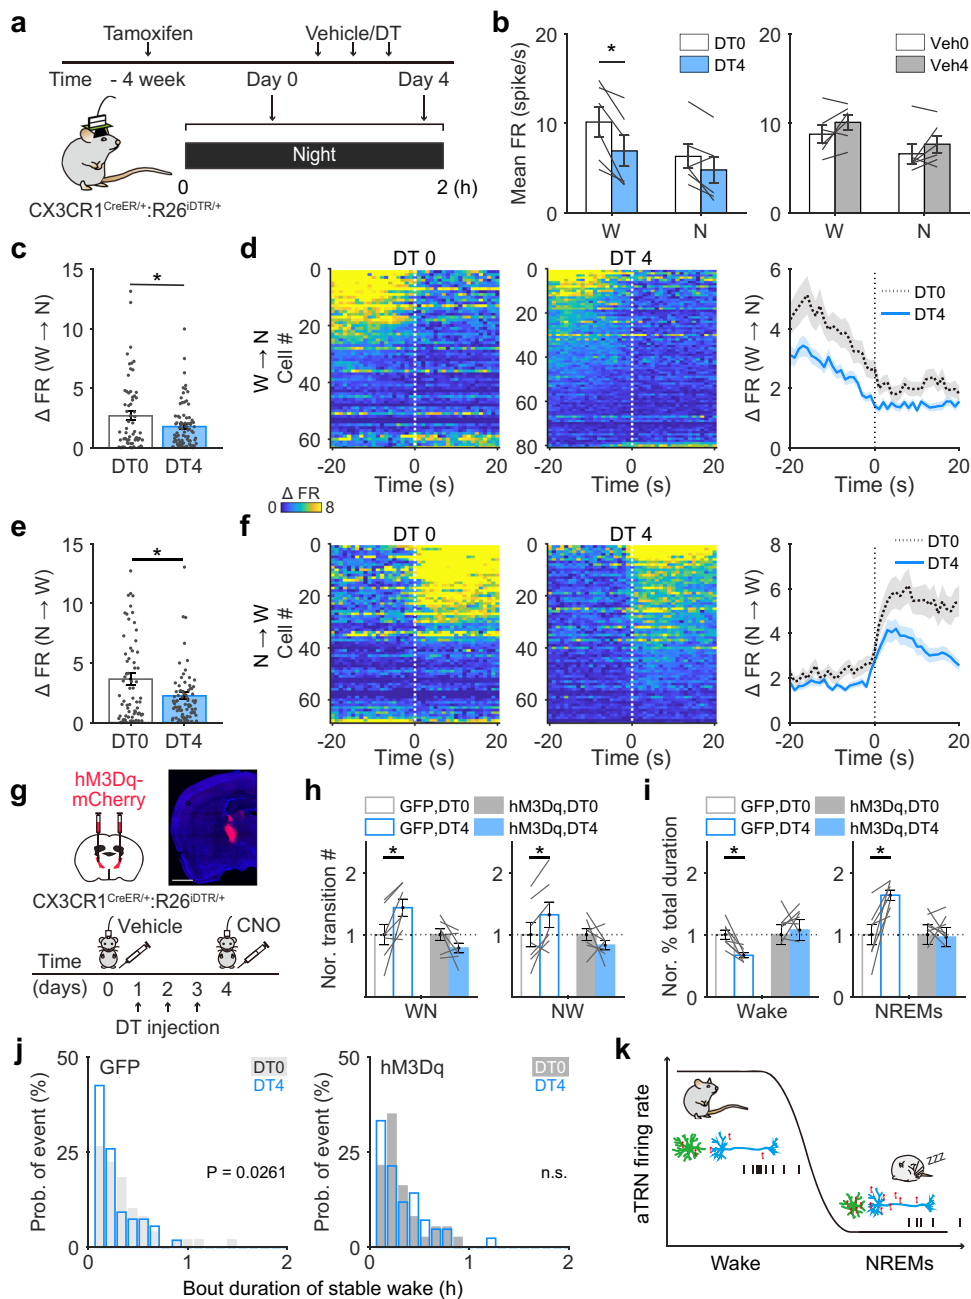 a
Tamoxifen
Vehicle/DT
Time
- 4 week
Day 0
Day 4
Night
0
2 (h)
CX3CR1CreER/+:R26iDTR/+
b
Mean FR (spike/s)
20
10
0
*
DT0
DT4
W
N
20
10
0
Veh0
Veh4
W
N
c
Δ FR (W → N)
15
10
5
0
*
DT0
DT4
d
W → N
Cell #
DT 0
0
20
40
60
-20
0
20
Time (s)
DT 4
0
20
40
60
80
-20
0
20
Time (s)
Δ FR (W → N)
6
4
2
0
DT0
DT4
-20
0
20
Time (s)
Δ FR
0
8
e
Δ FR (N → W)
15
10
5
0
*
DT0
DT4
f
N → W
Cell #
DT 0
0
20
40
60
-20
0
20
Time (s)
DT 4
0
20
40
60
-20
0
20
Time (s)
Δ FR (N → W)
8
6
4
2
0
DT0
DT4
-20
0
20
Time (s)
g
hM3Dq-
mCherry
CX3CR1CreER/+:R26iDTR/+
Vehicle
CNO
Time
(days)
0
1
2
3
4
DT injection
h
GFP,DT0
GFP,DT4
hM3Dq,DT0
hM3Dq,DT4
Nor. transition #
2
1
0
*
WN
2
1
0
*
NW
i
GFP,DT0
GFP,DT4
hM3Dq,DT0
hM3Dq,DT4
Nor. % total duration
2
1
0
*
Wake
2
1
0
*
NREMs
j
Prob. of event (%)
50
25
0
GFP
DT0
DT4
P = 0.0261
0
1
2
Prob. of event (%)
50
25
0
hM3Dq
DT0
DT4
n.s.
0
1
2
Bout duration of stable wake (h)
k
aTRN firing rate
zzz
Wake
NREMs